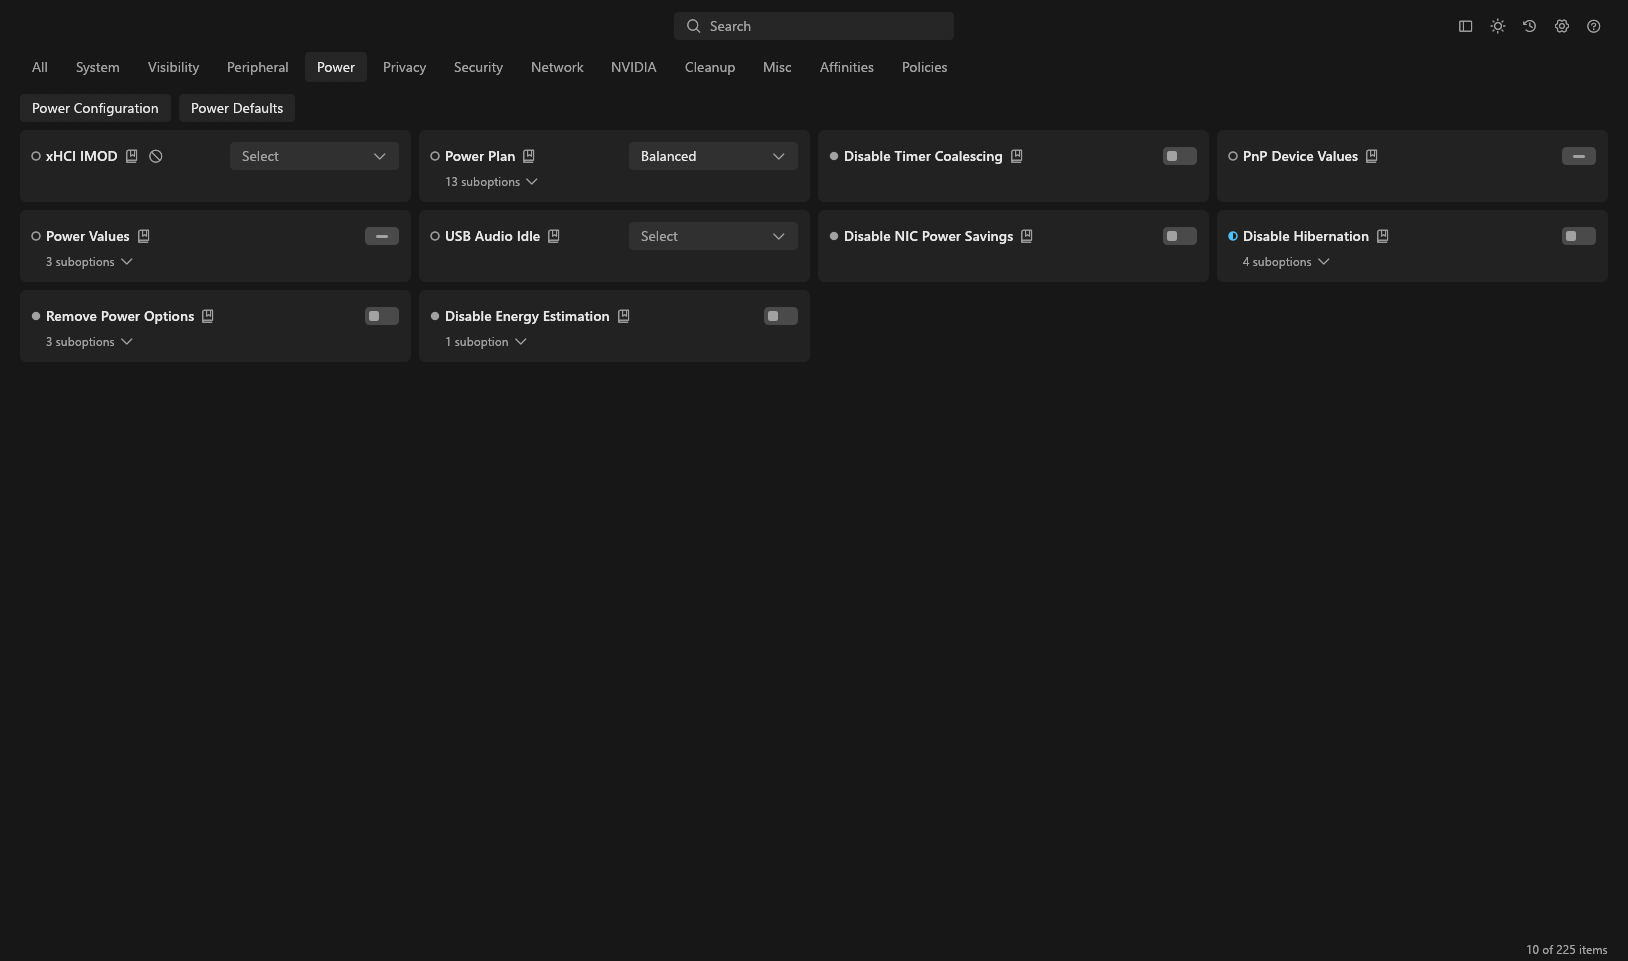 Search
All System Visibility Peripheral Power Privacy Security Network NVIDIA Cleanup Misc Affinities Policies
Power Configuration Power Defaults
xHCI IMOD Select
Power Plan Balanced
13 suboptions
Disable Timer Coalescing
PnP Device Values
Power Values
3 suboptions
USB Audio Idle Select
Disable NIC Power Savings
Disable Hibernation
4 suboptions
Remove Power Options
3 suboptions
Disable Energy Estimation
1 suboption
10 of 225 items